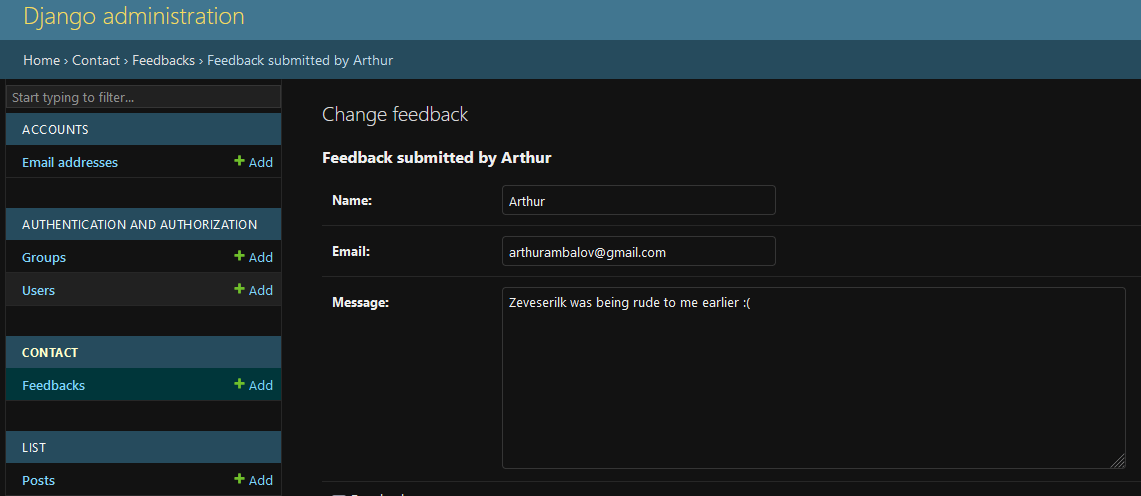 Django administration
Home › Contact › Feedbacks › Feedback submitted by Arthur
Start typing to filter...
ACCOUNTS
Email addresses + Add
AUTHENTICATION AND AUTHORIZATION
Groups + Add
Users + Add
CONTACT
Feedbacks + Add
LIST
Posts + Add
Change feedback
Feedback submitted by Arthur
Name: Arthur
Email: arthurambalov@gmail.com
Message: Zeveserilk was being rude to me earlier :(